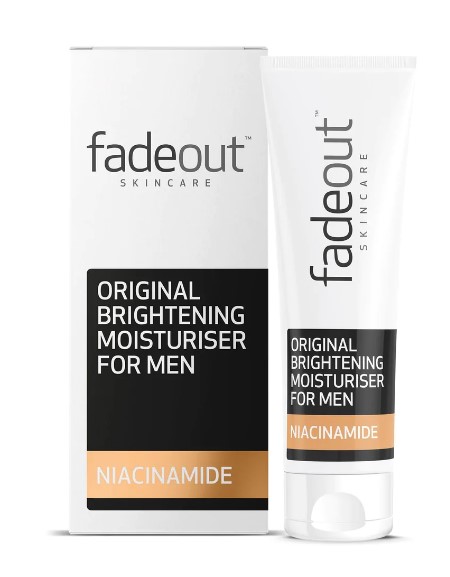 fadeout™
SKINCARE
ORIGINAL
BRIGHTENING
MOISTURISER
FOR MEN
NIACINAMIDE
fadeout™
SKINCARE
ORIGINAL
BRIGHTENING
MOISTURISER
FOR MEN
NIACINAMIDE